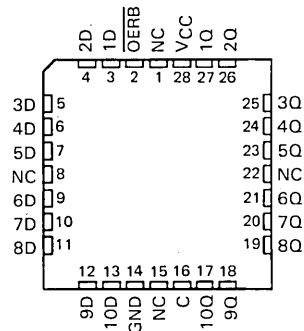 2D 1D OERB NC VCC 1Q 2Q
4 3 2 1 28 27 26
3D 5 25 3Q
4D 6 24 4Q
5D 7 23 5Q
NC 8 22 NC
6D 9 21 6Q
7D 10 20 7Q
8D 11 19 8Q
12 13 14 15 16 17 18
9D 10D GND NC C 10Q 9Q